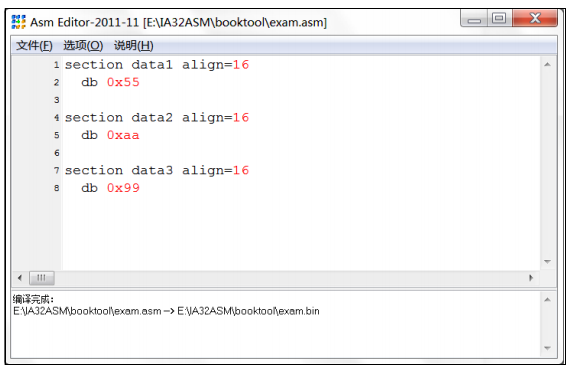 Asm Editor-2011-11 [E:\IA32ASM\booktool\exam.asm]
文件(F) 选项(O) 说明(H)
1 section data1 align=16
2 db 0x55
3
4 section data2 align=16
5 db 0xaa
6
7 section data3 align=16
8 db 0x99
编译完成:
E:\IA32ASM\booktool\exam.asm -> E:\IA32ASM\booktool\exam.bin